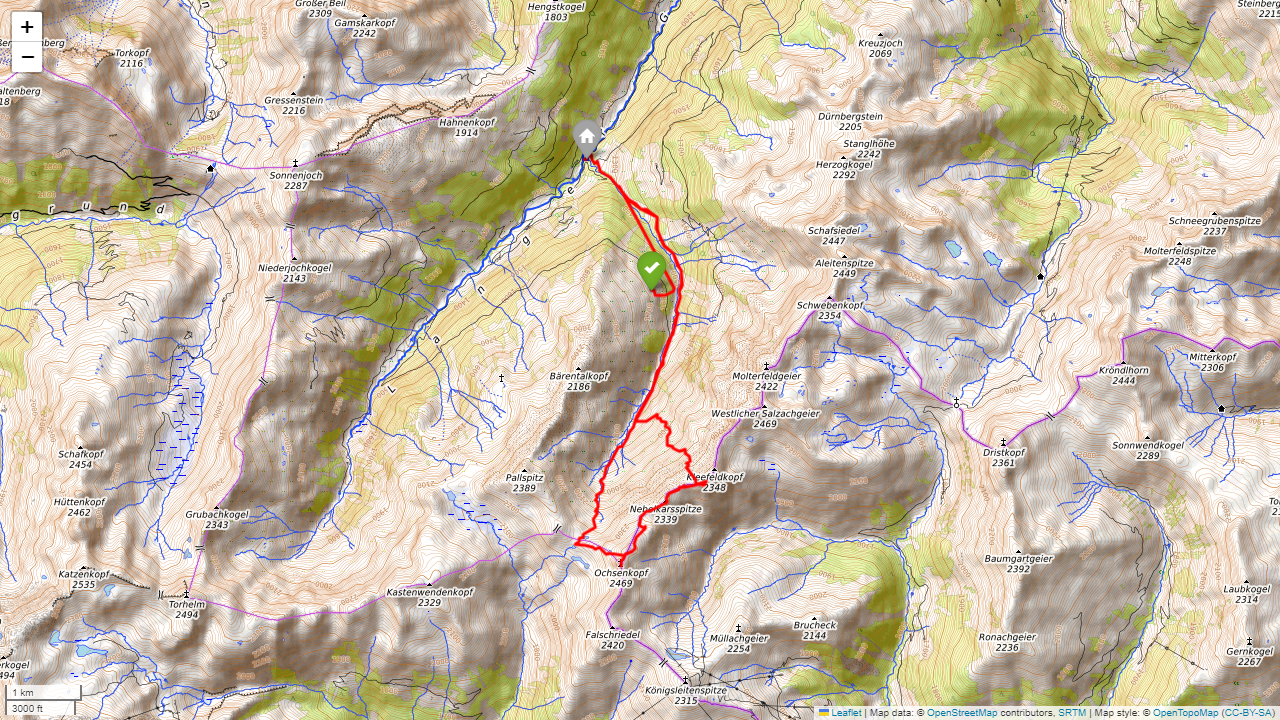 +
−
Großer Beil
2309
Gamskarkopf
2242
Hengstkogel
1803
Torkopf
2116
Kreuzjoch
2069
Gressenstein
2216
Hahnenkopf
1914
Dürnbergstein
2205
Stanglhöhe
2242
Herzogkogel
2292
Sonnenjoch
2287
g r u n d
L a n g e G
Schafsiedel
2447
Schneegrubenspitze
2237
Molterfeldspitze
2248
Niederjochkogel
2143
Aleitenspitze
2449
Schwebenkopf
2354
Mitterkopf
2306
Kröndlhorn
2444
Bärentalkopf
2186
Molterfeldgeier
2422
Westlicher Salzachgeier
2469
Schafkopf
2454
Dristkopf
2361
Sonnwendkogel
2289
Pallspitz
2389
Kleefeldkopf
2348
Hüttenkopf
2462
Grubachkogel
2343
Nebelkarsspitze
2339
Katzenkopf
2535
Ochsenkopf
2469
Baumgartgeier
2392
Torhelm
2494
Kastenwendenkopf
2329
Laubkogel
2314
Falschriedel
2420
Müllachgeier
2254
Brucheck
2144
Ronachgeier
2236
Gernkogel
2267
Königsleitenspitze
2315
1 km
3000 ft
Leaflet | Map data: © OpenStreetMap contributors, SRTM | Map style: © OpenTopoMap (CC-BY-SA)